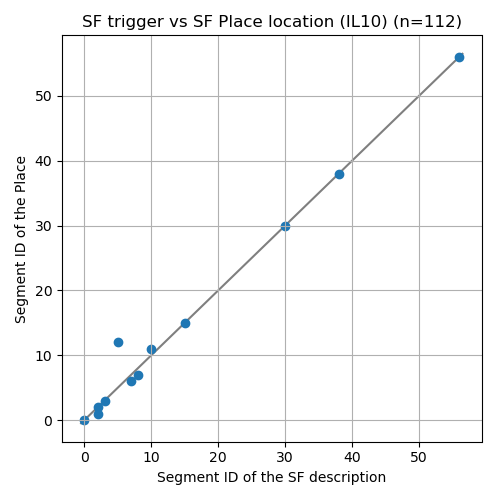 SF trigger vs SF Place location (IL10) (n=112)
Segment ID of the Place
50
40
30
20
10
0
0 10 20 30 40 50
Segment ID of the SF description